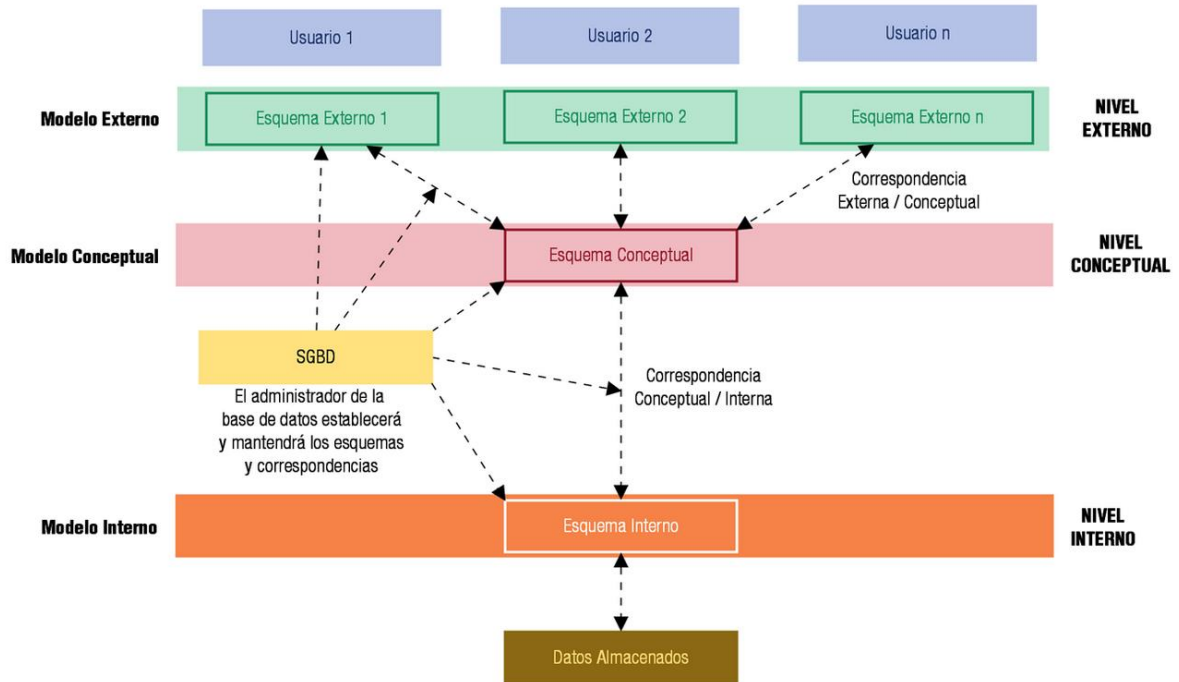 Usuario 1
Usuario 2
Usuario n
Modelo Externo
Esquema Externo 1
Esquema Externo 2
Esquema Externo n
NIVEL
EXTERNO
Correspondencia
Externa / Conceptual
Modelo Conceptual
Esquema Conceptual
NIVEL
CONCEPTUAL
SGBD
El administrador de la
base de datos establecerá
y mantendrá los esquemas
y correspondencias
Correspondencia
Conceptual / Interna
Modelo Interno
Esquema Interno
NIVEL
INTERNO
Datos Almacenados